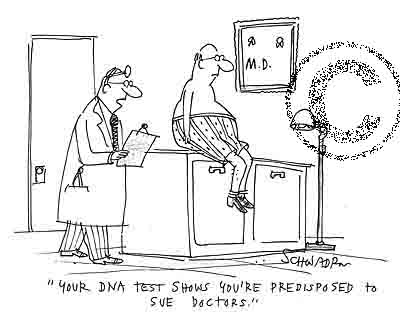 M.D.
©
SCHWADRON
"YOUR DNA TEST SHOWS YOU'RE PREDISPOSED TO
SUE DOCTORS."